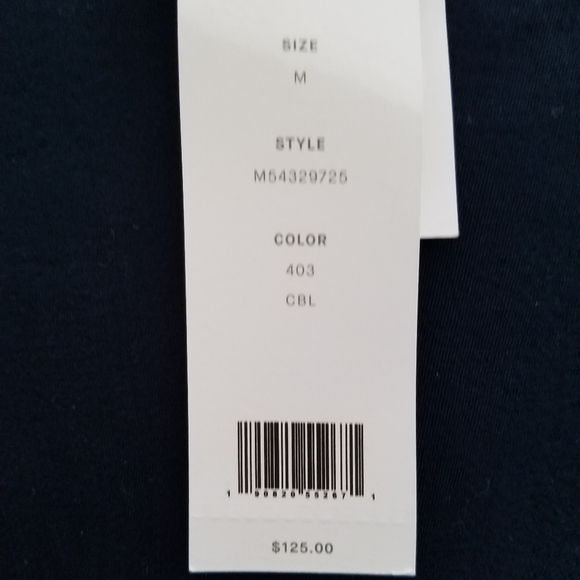 SIZE
M
STYLE
M54329725
COLOR
403
CBL
1 90820 55267 1
$125.00